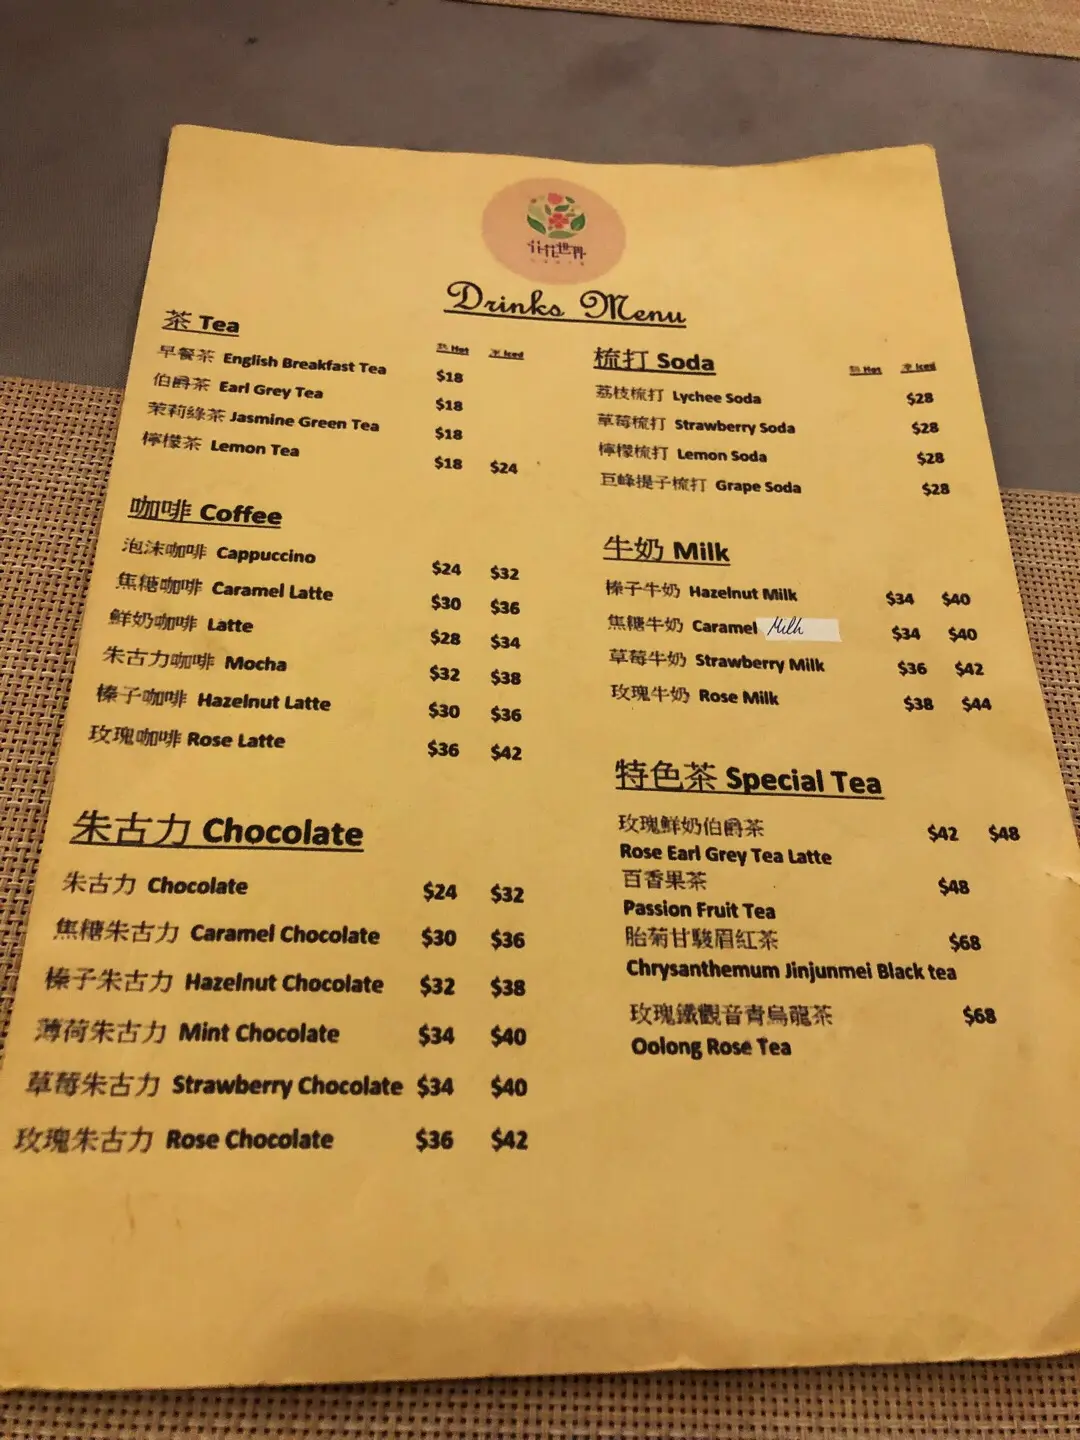 花花世界
Drinks Menu
茶 Tea
熱 Hot 凍 Iced
早餐茶 English Breakfast Tea $18
伯爵茶 Earl Grey Tea $18
茉莉綠茶 Jasmine Green Tea $18
檸檬茶 Lemon Tea $18 $24
咖啡 Coffee
泡沫咖啡 Cappuccino $24 $32
焦糖咖啡 Caramel Latte $30 $36
鮮奶咖啡 Latte $28 $34
朱古力咖啡 Mocha $32 $38
榛子咖啡 Hazelnut Latte $30 $36
玫瑰咖啡 Rose Latte $36 $42
朱古力 Chocolate
朱古力 Chocolate $24 $32
焦糖朱古力 Caramel Chocolate $30 $36
榛子朱古力 Hazelnut Chocolate $32 $38
薄荷朱古力 Mint Chocolate $34 $40
草莓朱古力 Strawberry Chocolate $34 $40
玫瑰朱古力 Rose Chocolate $36 $42
梳打 Soda
熱 Hot 凍 Iced
荔枝梳打 Lychee Soda $28
草莓梳打 Strawberry Soda $28
檸檬梳打 Lemon Soda $28
巨峰提子梳打 Grape Soda $28
牛奶 Milk
榛子牛奶 Hazelnut Milk $34 $40
焦糖牛奶 Caramel Milk $34 $40
草莓牛奶 Strawberry Milk $36 $42
玫瑰牛奶 Rose Milk $38 $44
特色茶 Special Tea
玫瑰鮮奶伯爵茶 $42 $48
Rose Earl Grey Tea Latte
百香果茶 $48
Passion Fruit Tea
胎菊甘駿眉紅茶 $68
Chrysanthemum Jinjunmei Black tea
玫瑰鐵觀音青烏龍茶 $68
Oolong Rose Tea